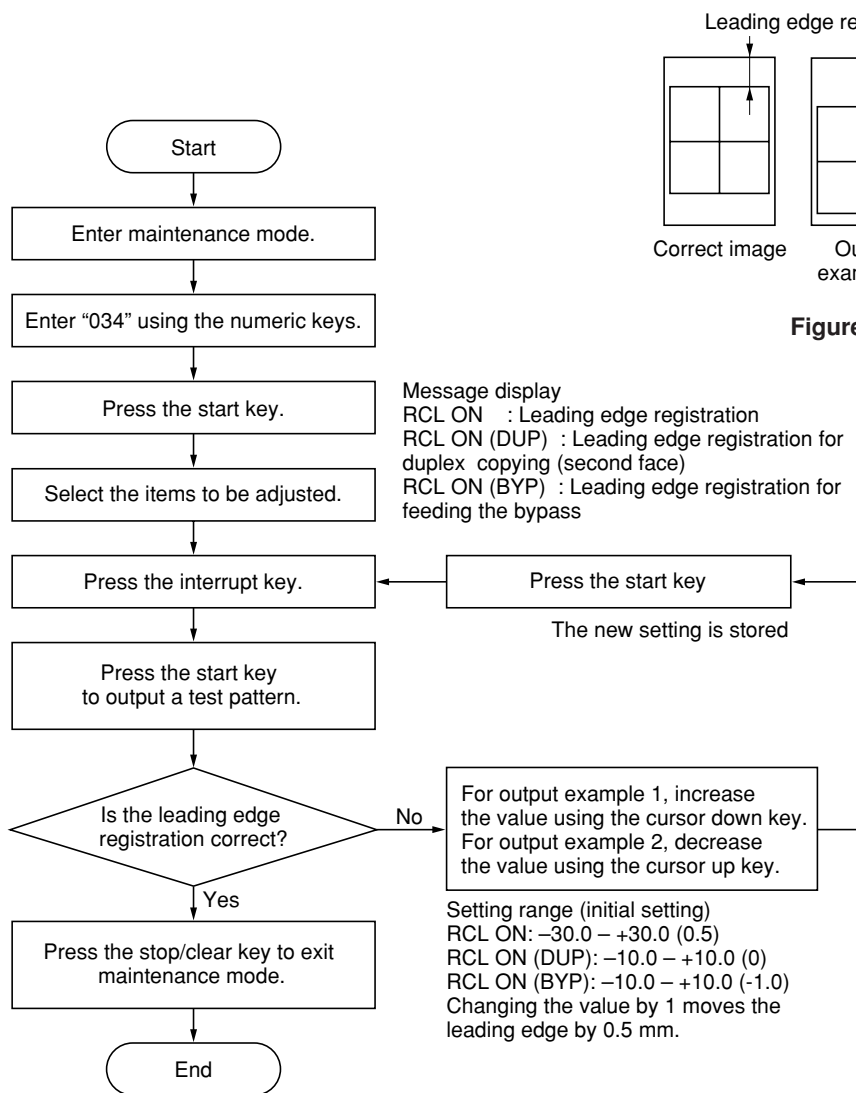 Leading edge re
Correct image
Ou
exar
Figure
Start
Enter maintenance mode.
Enter “034” using the numeric keys.
Press the start key.
Select the items to be adjusted.
Message display
RCL ON : Leading edge registration
RCL ON (DUP) : Leading edge registration for
duplex copying (second face)
RCL ON (BYP) : Leading edge registration for
feeding the bypass
Press the interrupt key.
Press the start key
The new setting is stored
Press the start key
to output a test pattern.
Is the leading edge
registration correct?
No
Yes
For output example 1, increase
the value using the cursor down key.
For output example 2, decrease
the value using the cursor up key.
Setting range (initial setting)
RCL ON: –30.0 – +30.0 (0.5)
RCL ON (DUP): –10.0 – +10.0 (0)
RCL ON (BYP): –10.0 – +10.0 (-1.0)
Changing the value by 1 moves the
leading edge by 0.5 mm.
Press the stop/clear key to exit
maintenance mode.
End